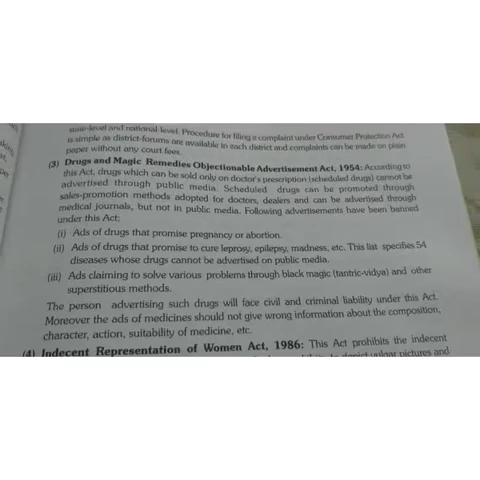 state-level and national level. Procedure for filing a complaint under Consumer Protection Act
is simple as district-forums are available in each district and complaints can be made on plain
paper without any court fees.
(3) Drugs and Magic Remedies Objectionable Advertisement Act, 1954: According to
this Act, drugs which can be sold only on doctor's prescription (scheduled drugs) cannot be
advertised through public media. Scheduled drugs can be promoted through
sales-promotion methods adopted for doctors, dealers and can be advertised through
medical journals, but not in public media. Following advertisements have been banned
under this Act;
(i) Ads of drugs that promise pregnancy or abortion.
(ii) Ads of drugs that promise to cure leprosy, epilepsy, madness, etc. This list specifies 54
diseases whose drugs cannot be advertised on public media.
(iii) Ads claiming to solve various problems through black magic (tantric-vidya) and other
superstitious methods.
The person advertising such drugs will face civil and criminal liability under this Act.
Moreover the ads of medicines should not give wrong information about the composition,
character, action, suitability of medicine, etc.
(4) Indecent Representation of Women Act, 1986: This Act prohibits the indecent
to depict vulgar pictures and